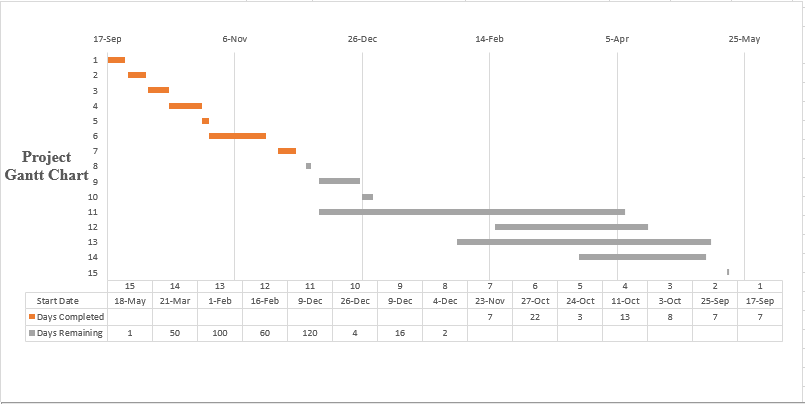 17-Sep 6-Nov 26-Dec 14-Feb 5-Apr 25-May
1
2
3
4
5
6
7
8
9
10
11
12
13
14
15
Project
Gantt Chart
15 14 13 12 11 10 9 8 7 6 5 4 3 2 1
Start Date 18-May 21-Mar 1-Feb 16-Feb 9-Dec 26-Dec 9-Dec 4-Dec 23-Nov 27-Oct 24-Oct 11-Oct 3-Oct 25-Sep 17-Sep
Days Completed 7 22 3 13 8 7 7
Days Remaining 1 50 100 60 120 4 16 2